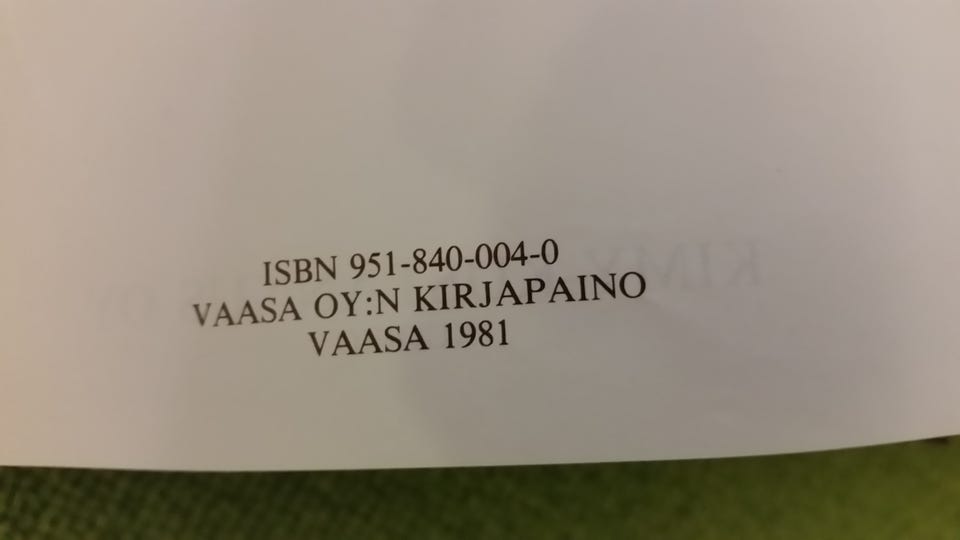 ISBN 951-840-004-0
VAASA OY:N KIRJAPAINO
VAASA 1981